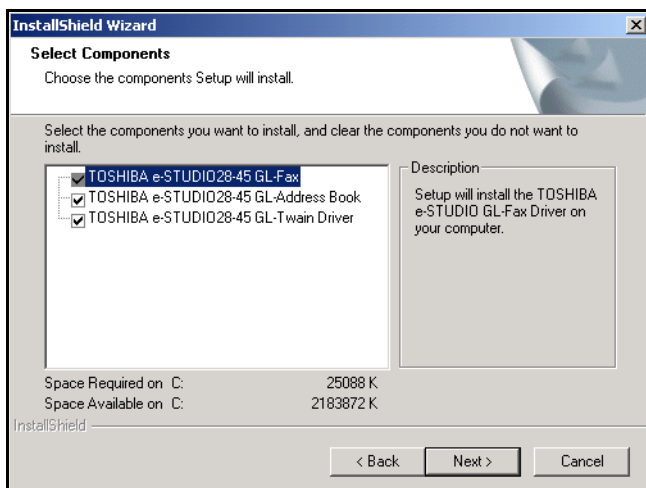 InstallShield Wizard
Select Components
Choose the components Setup will install.
Select the components you want to install, and clear the components you do not want to
install.
TOSHIBA e-STUDIO28-45 GL-Fax
TOSHIBA e-STUDIO28-45 GL-Address Book
TOSHIBA e-STUDIO28-45 GL-Twain Driver
Description
Setup will install the TOSHIBA
e-STUDIO GL-Fax Driver on
your computer.
Space Required on C: 25088 K
Space Available on C: 2183872 K
InstallShield
< Back Next > Cancel